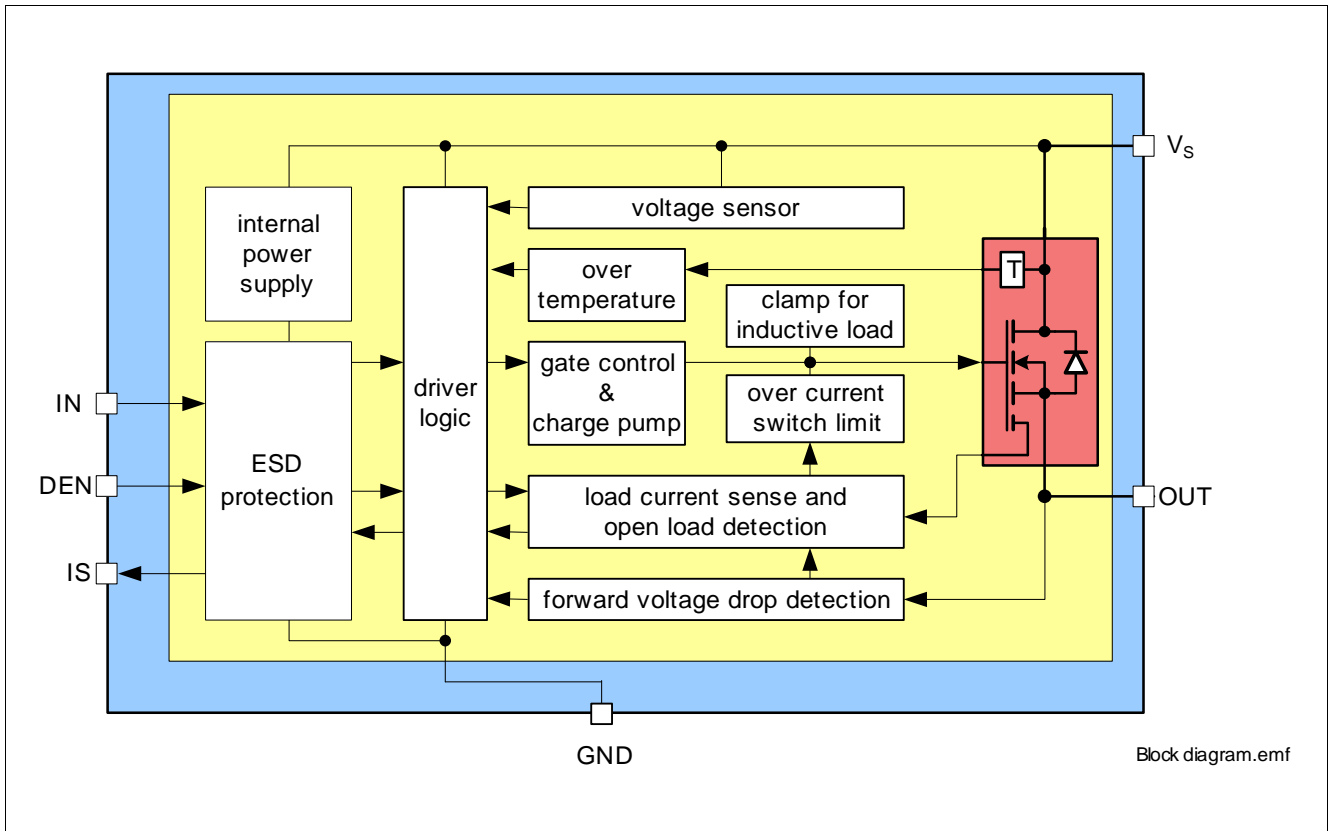 V_S
voltage sensor
internal
power
supply
over
temperature
T
clamp for
inductive load
gate control
&
charge pump
driver
logic
over current
switch limit
IN
ESD
protection
DEN
load current sense and
open load detection
OUT
IS
forward voltage drop detection
GND
Block diagram.emf